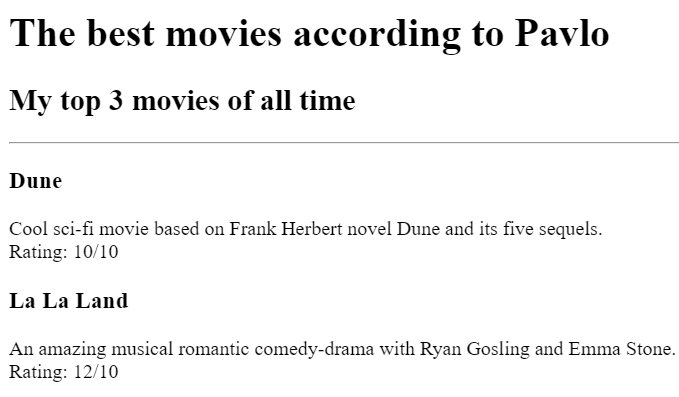 The best movies according to Pavlo
My top 3 movies of all time
Dune
Cool sci-fi movie based on Frank Herbert novel Dune and its five sequels.
Rating: 10/10
La La Land
An amazing musical romantic comedy-drama with Ryan Gosling and Emma Stone.
Rating: 12/10